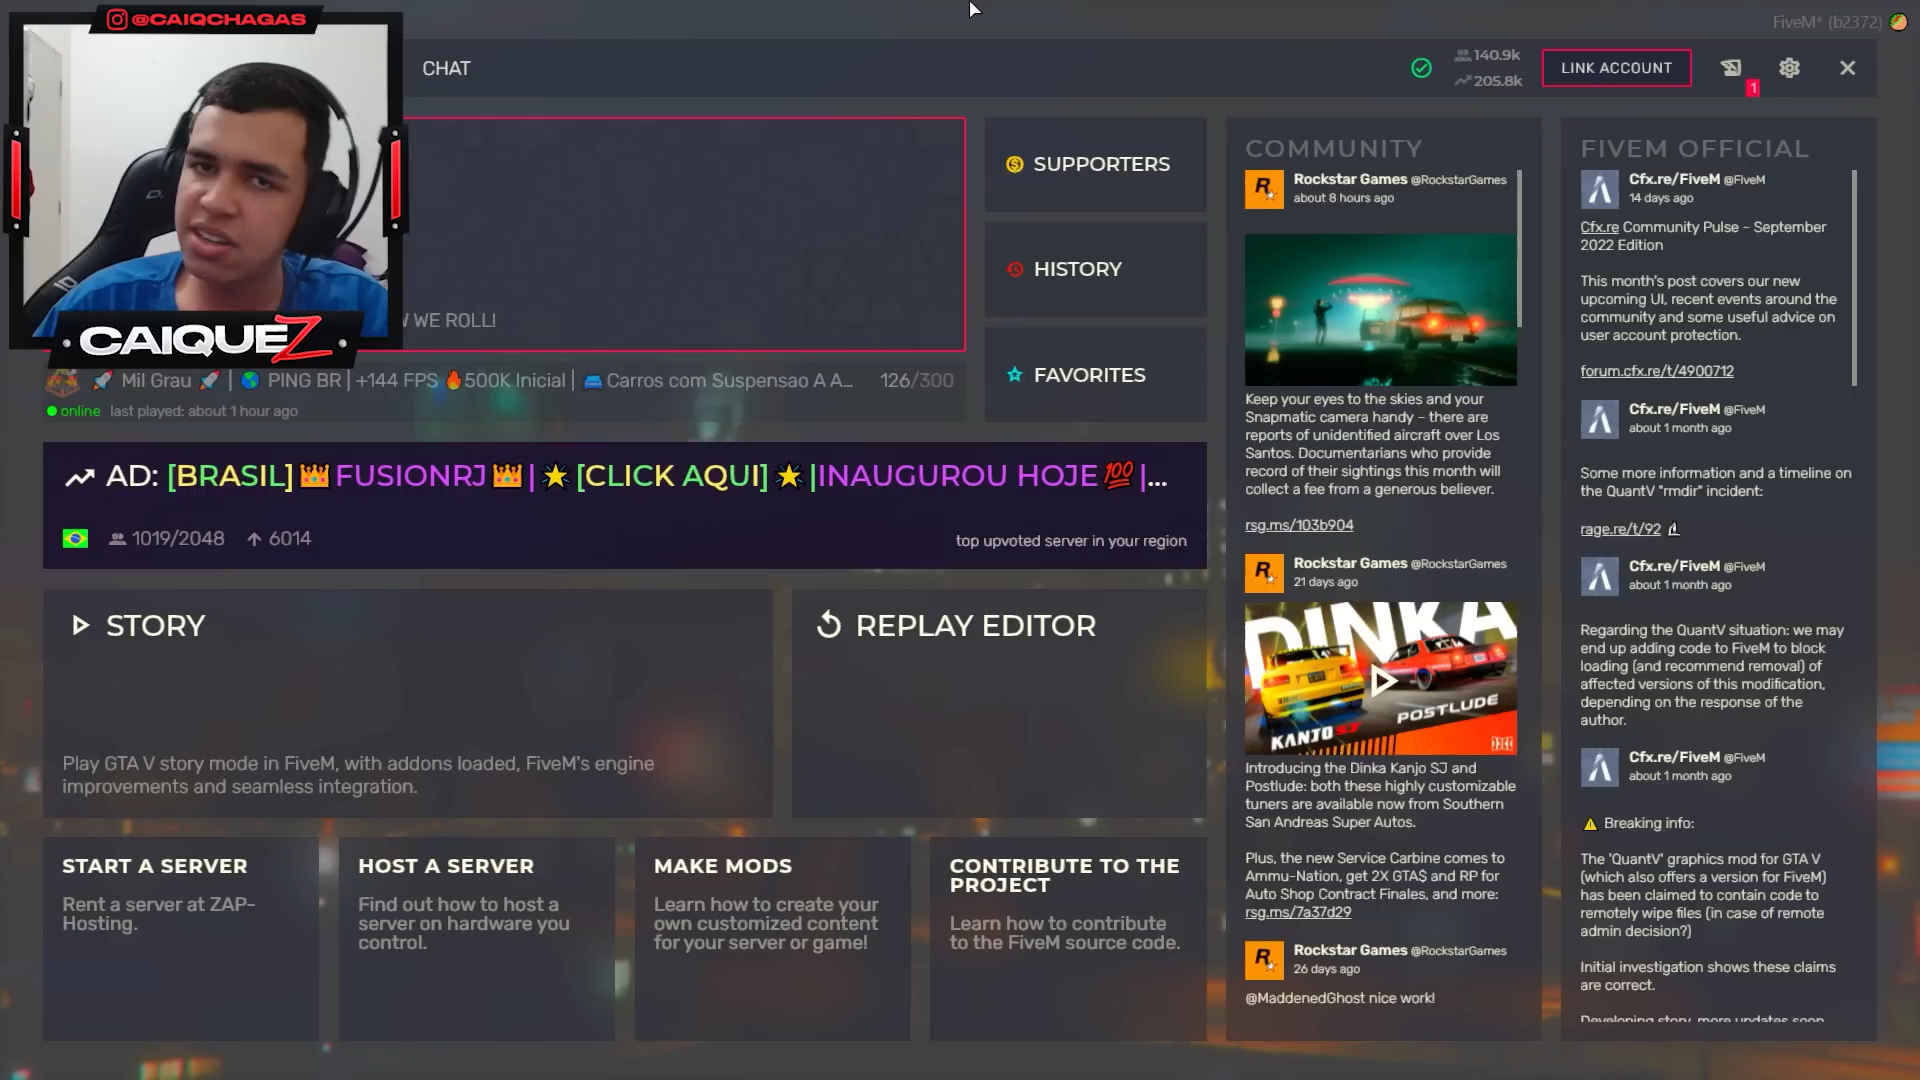 @CAIQCHAGAS
FiveM* (b2372)
CHAT
140.9k
205.8k
LINK ACCOUNT
1
WE ROLL!
CAIQUEZ
Mil Grau | PING BR | +144 FPS 🔥500K Inicial | Carros com Suspensao A A... 126/300
online last played: about 1 hour ago
SUPPORTERS
HISTORY
FAVORITES
AD: [BRASIL]👑FUSIONRJ👑|🌟[CLICK AQUI]🌟|INAUGUROU HOJE💯|...
1019/2048 6014
top upvoted server in your region
STORY
Play GTA V story mode in FiveM, with addons loaded, FiveM's engine
improvements and seamless integration.
REPLAY EDITOR
START A SERVER
Rent a server at ZAP-
Hosting.
HOST A SERVER
Find out how to host a
server on hardware you
control.
MAKE MODS
Learn how to create your
own customized content
for your server or game!
CONTRIBUTE TO THE
PROJECT
Learn how to contribute
to the FiveM source code.
COMMUNITY
Rockstar Games @RockstarGames
about 8 hours ago
Keep your eyes to the skies and your
Snapmatic camera handy – there are
reports of unidentified aircraft over Los
Santos. Documentarians who provide
record of their sightings this month will
collect a fee from a generous believer.
rsg.ms/103b904
Rockstar Games @RockstarGames
21 days ago
DINKA
KANJO SJ
POSTLUDE
Introducing the Dinka Kanjo SJ and
Postlude: both these highly customizable
tuners are available now from Southern
San Andreas Super Autos.
Plus, the new Service Carbine comes to
Ammu-Nation, get 2X GTA$ and RP for
Auto Shop Contract Finales, and more:
rsg.ms/7a37d29
Rockstar Games @RockstarGames
26 days ago
@MaddenedGhost nice work!
FIVEM OFFICIAL
Cfx.re/FiveM @FiveM
14 days ago
Cfx.re Community Pulse - September
2022 Edition
This month's post covers our new
upcoming UI, recent events around the
community and some useful advice on
user account protection.
forum.cfx.re/t/4900712
Cfx.re/FiveM @FiveM
about 1 month ago
Some more information and a timeline on
the QuantV "rmdir" incident:
rage.re/t/92
Cfx.re/FiveM @FiveM
about 1 month ago
Regarding the QuantV situation: we may
end up adding code to FiveM to block
loading (and recommend removal) of
affected versions of this modification,
depending on the response of the
author.
Cfx.re/FiveM @FiveM
about 1 month ago
⚠ Breaking info:
The 'QuantV' graphics mod for GTA V
(which also offers a version for FiveM)
has been claimed to contain code to
remotely wipe files (in case of remote
admin decision?)
Initial investigation shows these claims
are correct.
Developing story, more updates soon